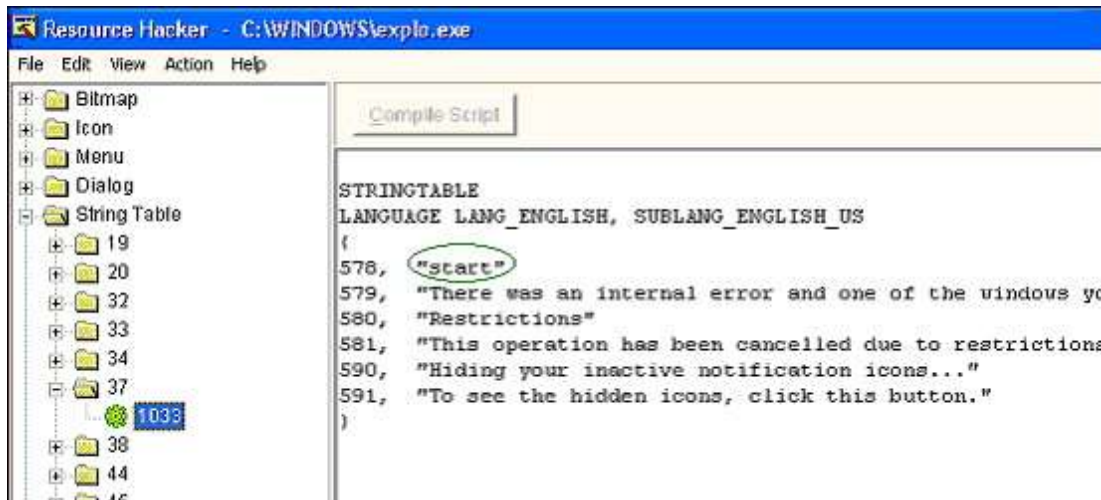 Resource Hacker - C:\WINDOWS\explo.exe
File Edit View Action Help
Bitmap
Icon
Menu
Dialog
String Table
19
20
32
33
34
37
1033
38
44
Compile Script
STRINGTABLE
LANGUAGE LANG_ENGLISH, SUBLANG_ENGLISH_US
{
578, "start"
579, "There was an internal error and one of the windows yo
580, "Restrictions"
581, "This operation has been cancelled due to restrictions
590, "Hiding your inactive notification icons..."
591, "To see the hidden icons, click this button."
}